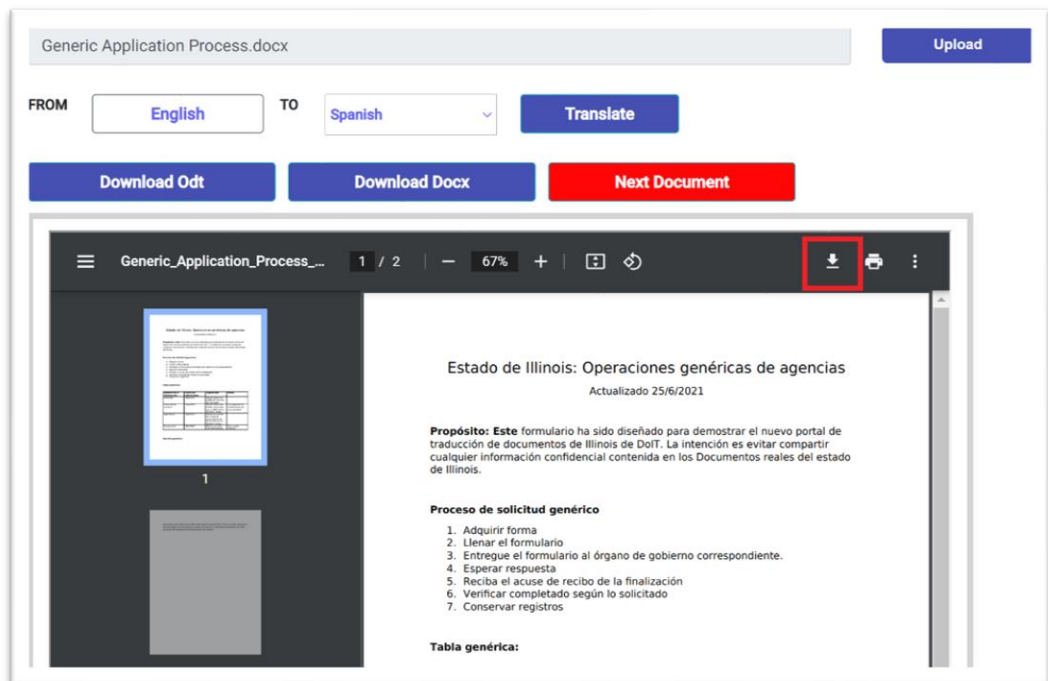 Generic Application Process.docx
Upload
FROM
English
TO
Spanish
Translate
Download Odt
Download Docx
Next Document
Generic_Application_Process_...
1 / 2
67%
Estado de Illinois: Operaciones genéricas de agencias
Actualizado 25/6/2021
Propósito: Este formulario ha sido diseñado para demostrar el nuevo portal de
traducción de documentos de Illinois de DoIT. La intención es evitar compartir
cualquier información confidencial contenida en los Documentos reales del estado
de Illinois.
Proceso de solicitud genérico
1. Adquirir forma
2. Llenar el formulario
3. Entregue el formulario al órgano de gobierno correspondiente.
4. Esperar respuesta
5. Reciba el acuse de recibo de la finalización
6. Verificar completado según lo solicitado
7. Conservar registros
Tabla genérica:
1